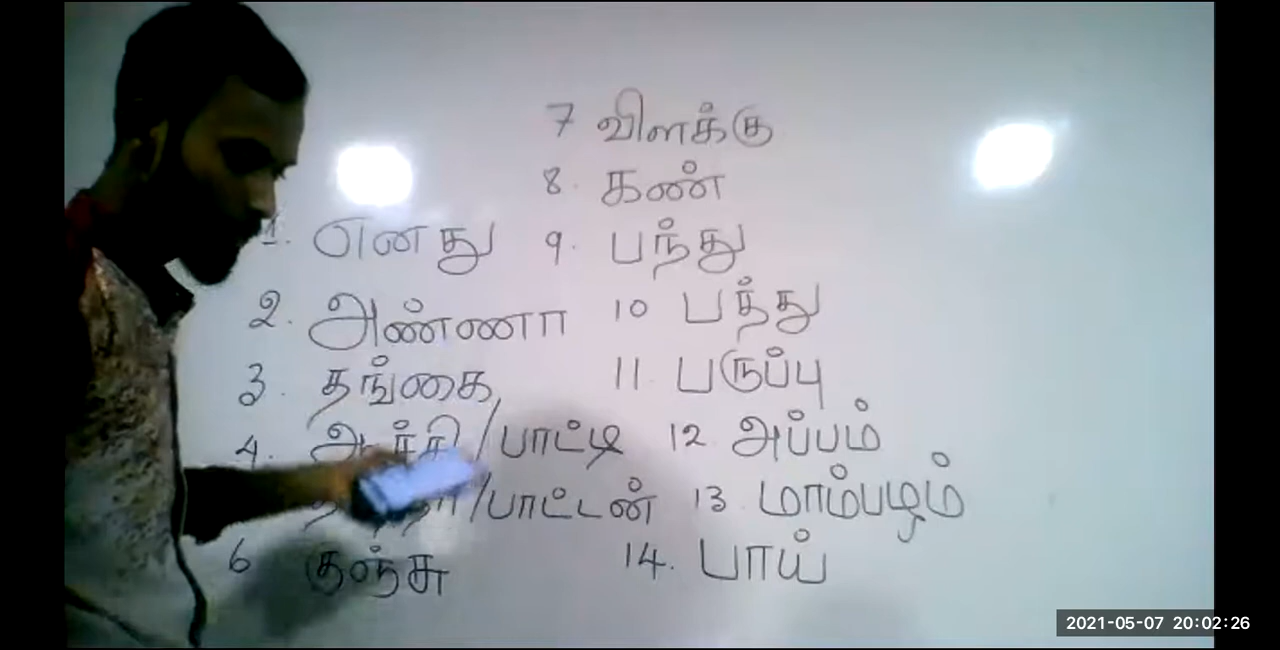 7 விளக்கு
8. கண்
1. எனது 9. பந்து
2. அண்ணா 10 பத்து
3. தங்கை 11. பருப்பு
4. /பாட்டி 12. அப்பம்
/பாட்டன் 13. மாம்பழம்
6 14. பாய்
2021-05-07 20:02:26